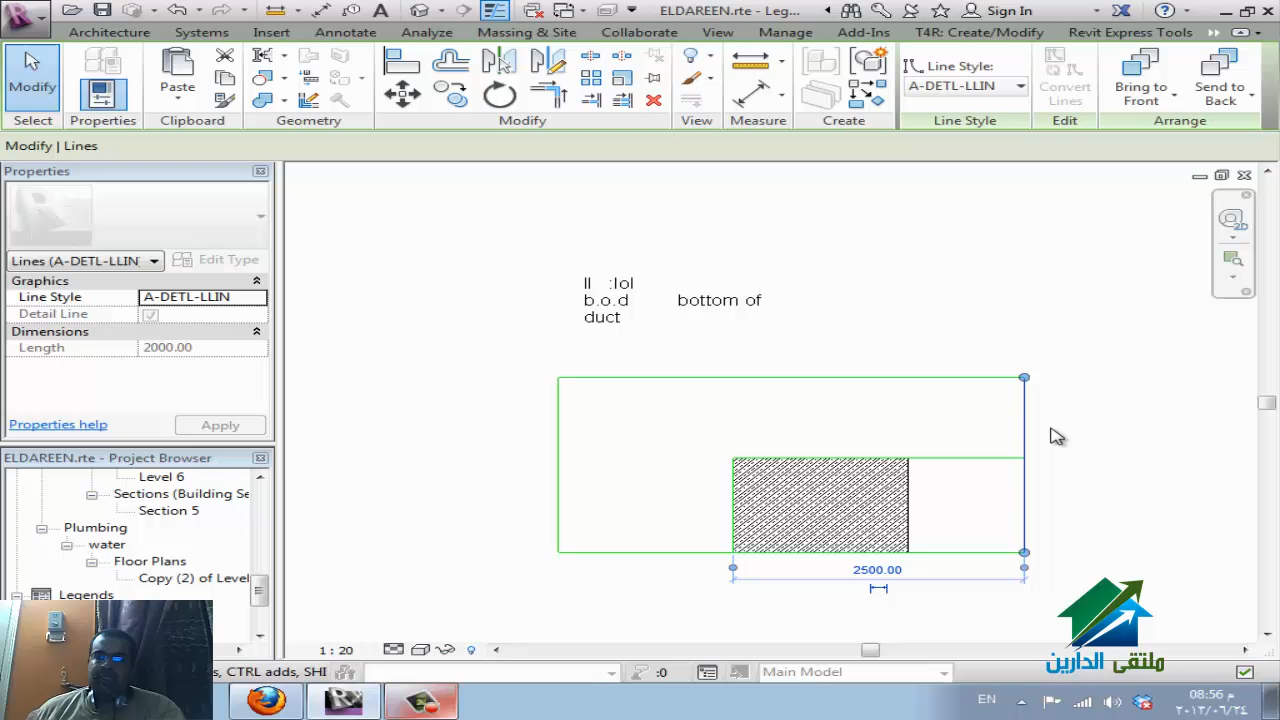 ELDAREEN.rte - Leg...
Sign In
Architecture Systems Insert Annotate Analyze Massing & Site Collaborate View Manage Add-Ins T4R: Create/Modify Revit Express Tools
Modify
Paste
Line Style:
A-DETL-LLIN
Convert Lines
Bring to Front
Send to Back
Select Properties Clipboard Geometry Modify View Measure Create Line Style Edit Arrange
Modify | Lines
Properties
Lines (A-DETL-LLIN
Edit Type
Graphics
Line Style A-DETL-LLIN
Detail Line
Dimensions
Length 2000.00
Properties help
Apply
ELDAREEN.rte - Project Browser
Level 6
Sections (Building Se
Section 5
Plumbing
water
Floor Plans
Copy (2) of Level
Legends
ll :lol
b.o.d bottom of
duct
2500.00
1 : 20
ملتقى الدارين
s, CTRL adds, SHI
:0
Main Model
EN
08:56 م
٢٠١٣/٠٦/٢٤